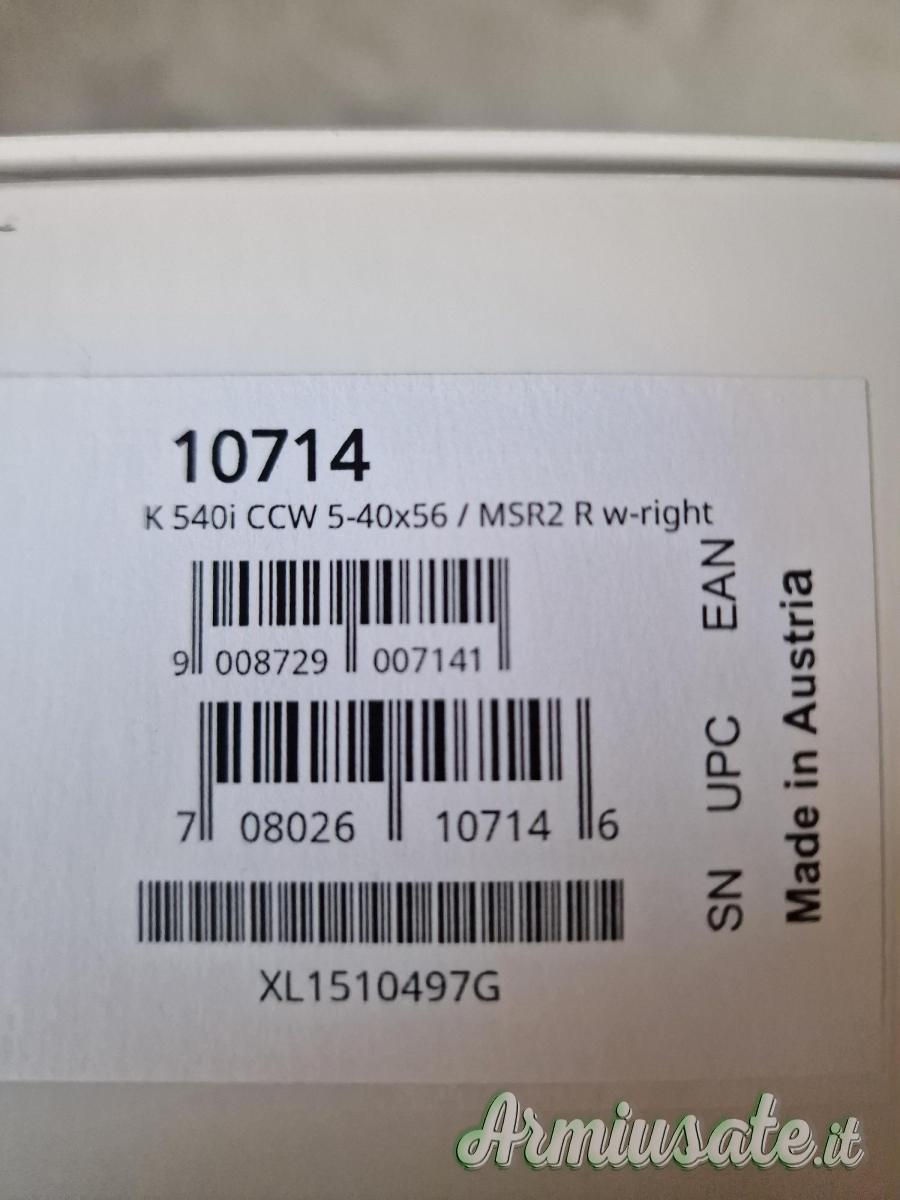 10714
K 540i CCW 5-40x56 / MSR2 R w-right
9 008729 007141
EAN
7 08026 10714 6
UPC
XL1510497G
SN
Made in Austria
Armiusate.it